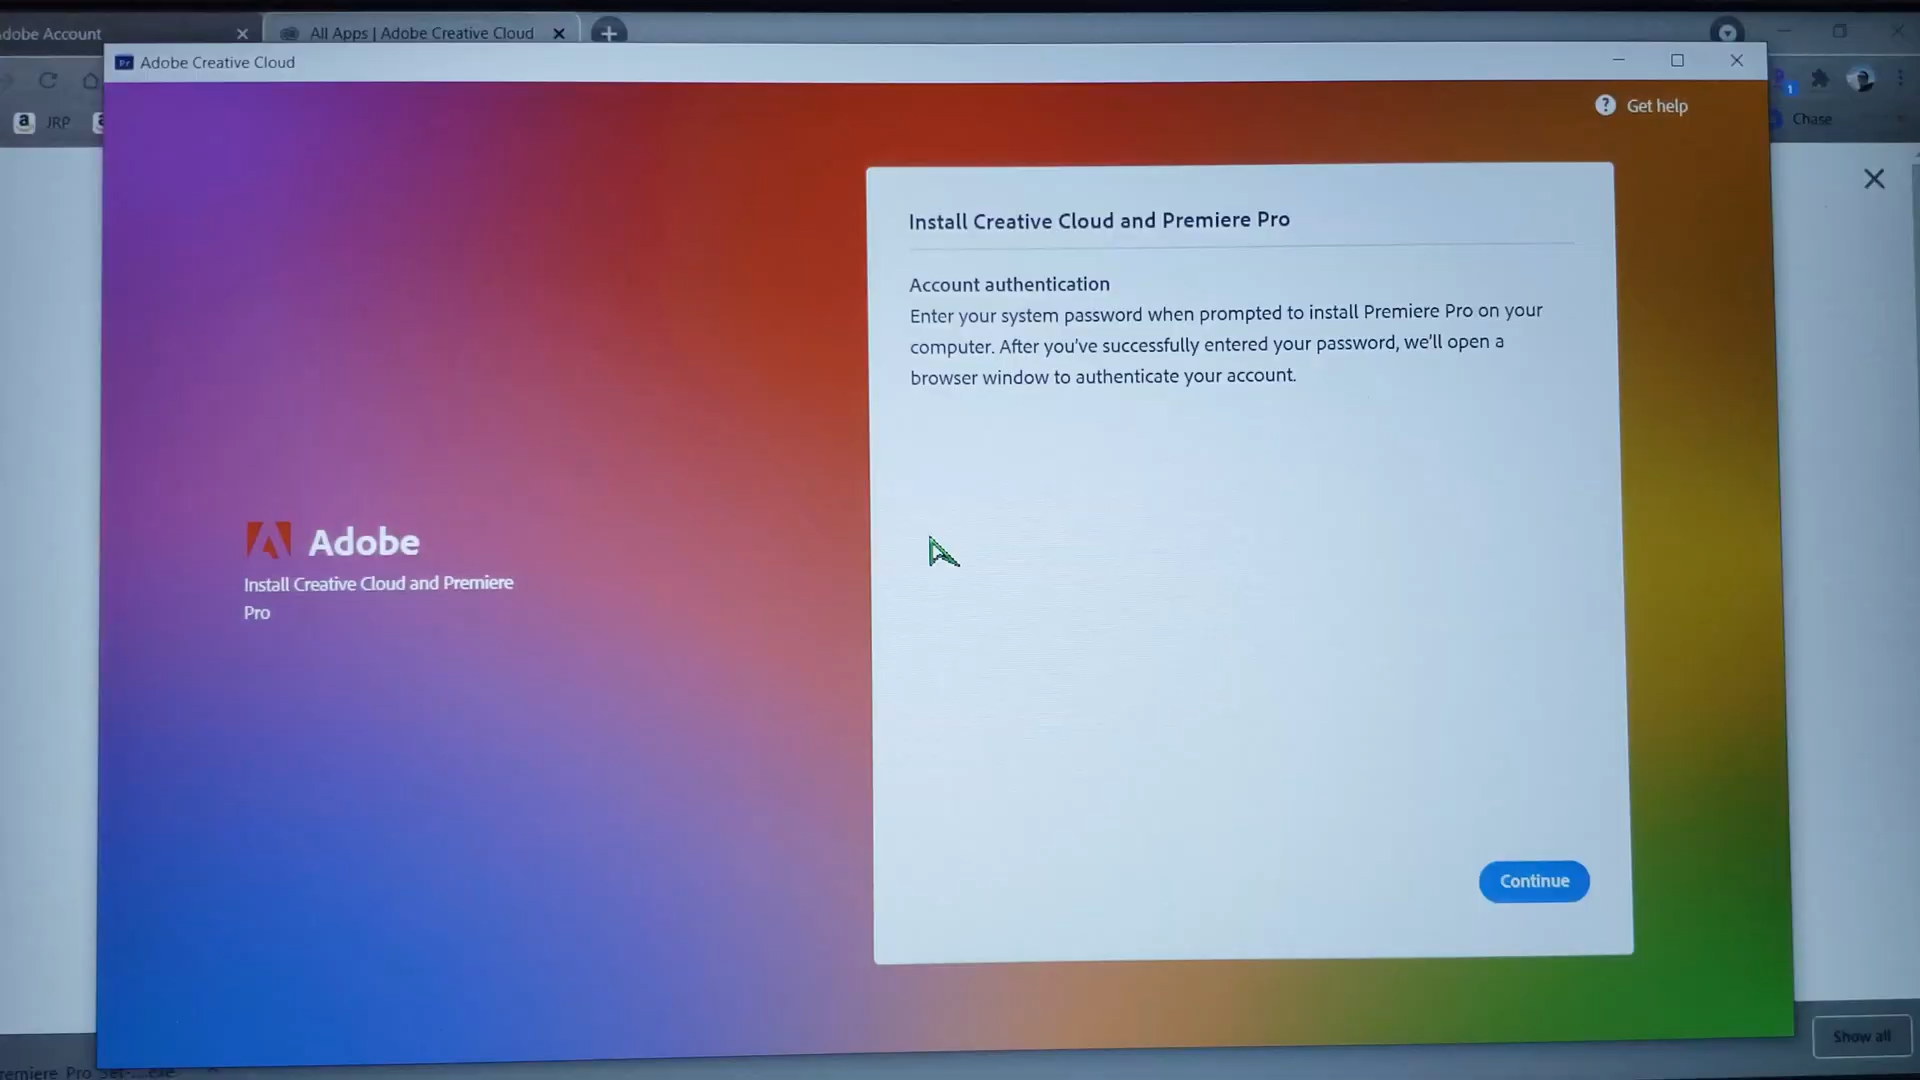 dobe Account
All Apps | Adobe Creative Cloud
Pr
Adobe Creative Cloud
1
a
JRP
Chase
Get help
Install Creative Cloud and Premiere Pro
Account authentication
Enter your system password when prompted to install Premiere Pro on your
computer. After you've successfully entered your password, we'll open a
browser window to authenticate your account.
Adobe
Install Creative Cloud and Premiere
Pro
Continue
Show all
remiere_Pro_Set-....exe